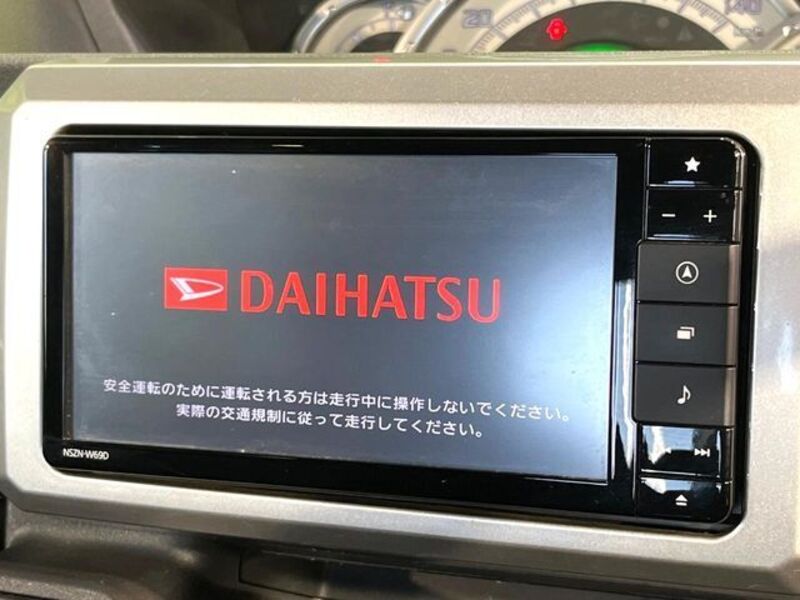 20
140
DAIHATSU
安全運転のために運転される方は走行中に操作しないでください。
実際の交通規制に従って走行してください。
NSZN-W69D